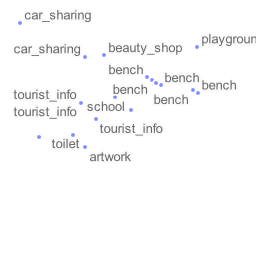 car_sharing
car_sharing
beauty_shop
playgroun
bench
bench
bench
bench
bench
tourist_info
school
tourist_info
tourist_info
toilet
artwork